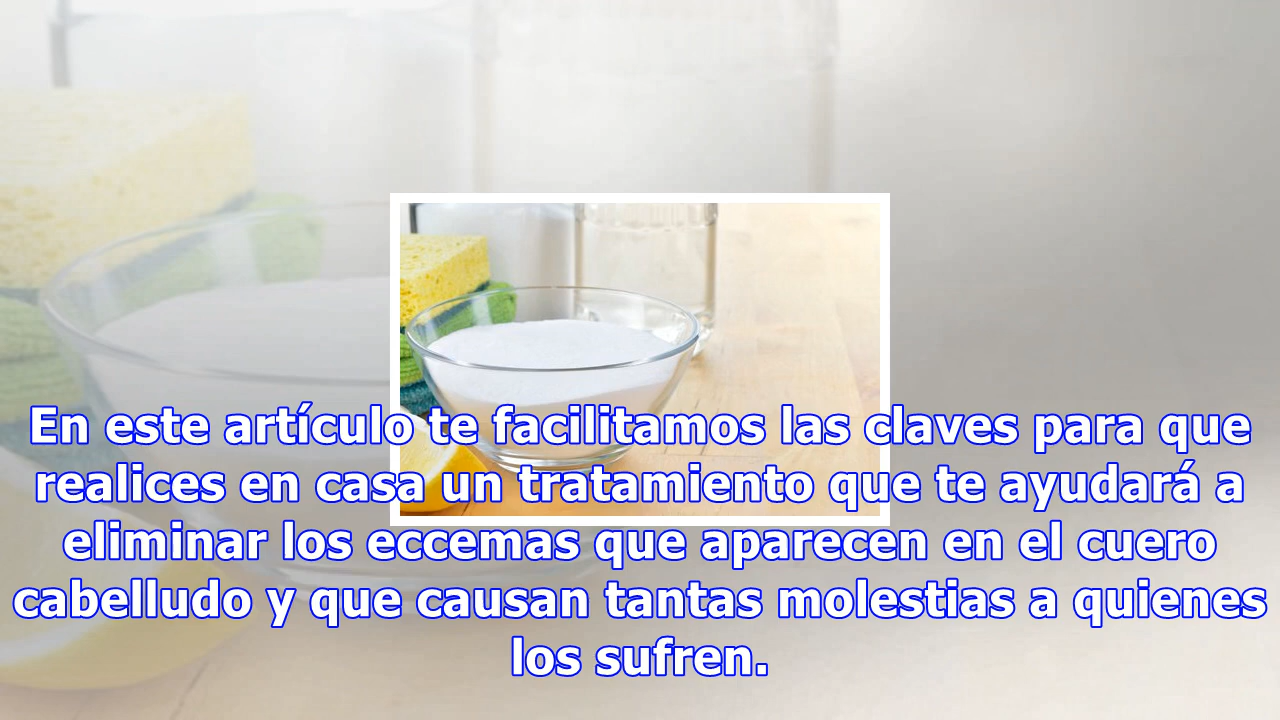 En este artículo te facilitamos las claves para que
realices en casa un tratamiento que te ayudará a
eliminar los eccemas que aparecen en el cuero
cabelludo y que causan tantas molestias a quienes
los sufren.